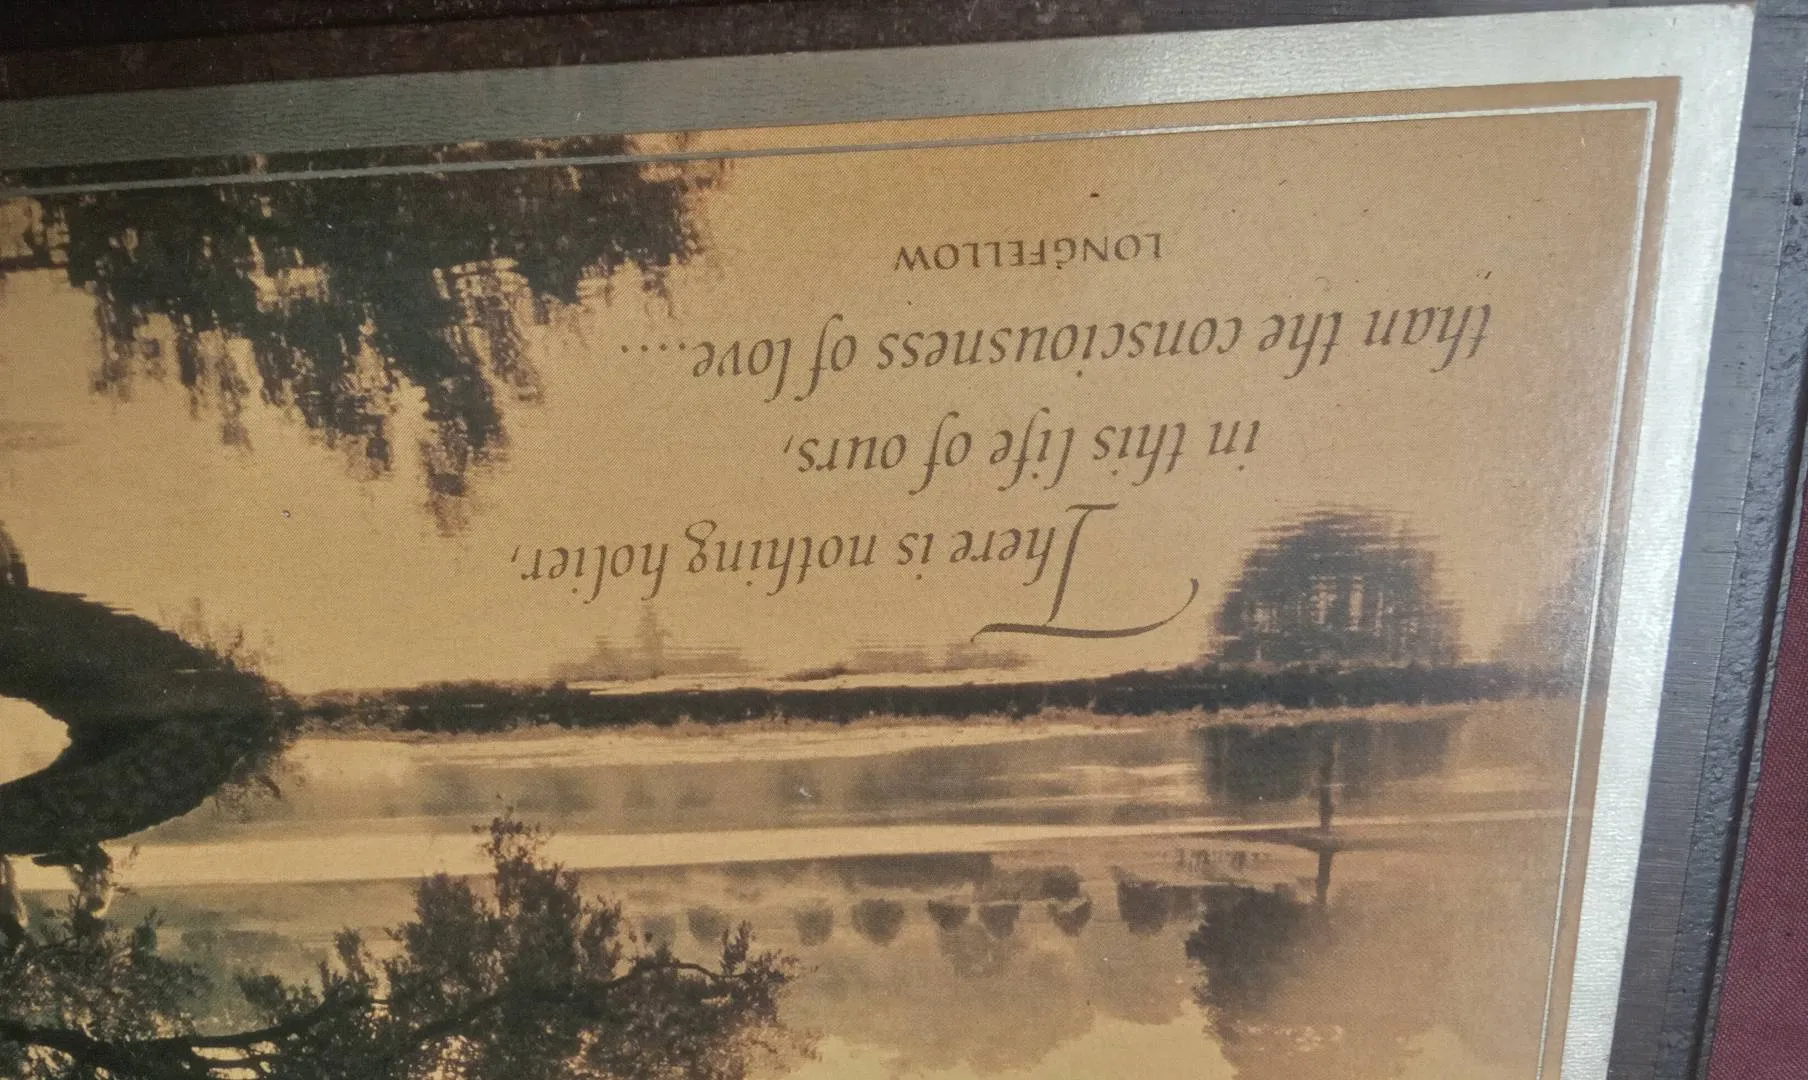 There is nothing holier,
in this life of ours,
than the consciousness of love....
LONGFELLOW